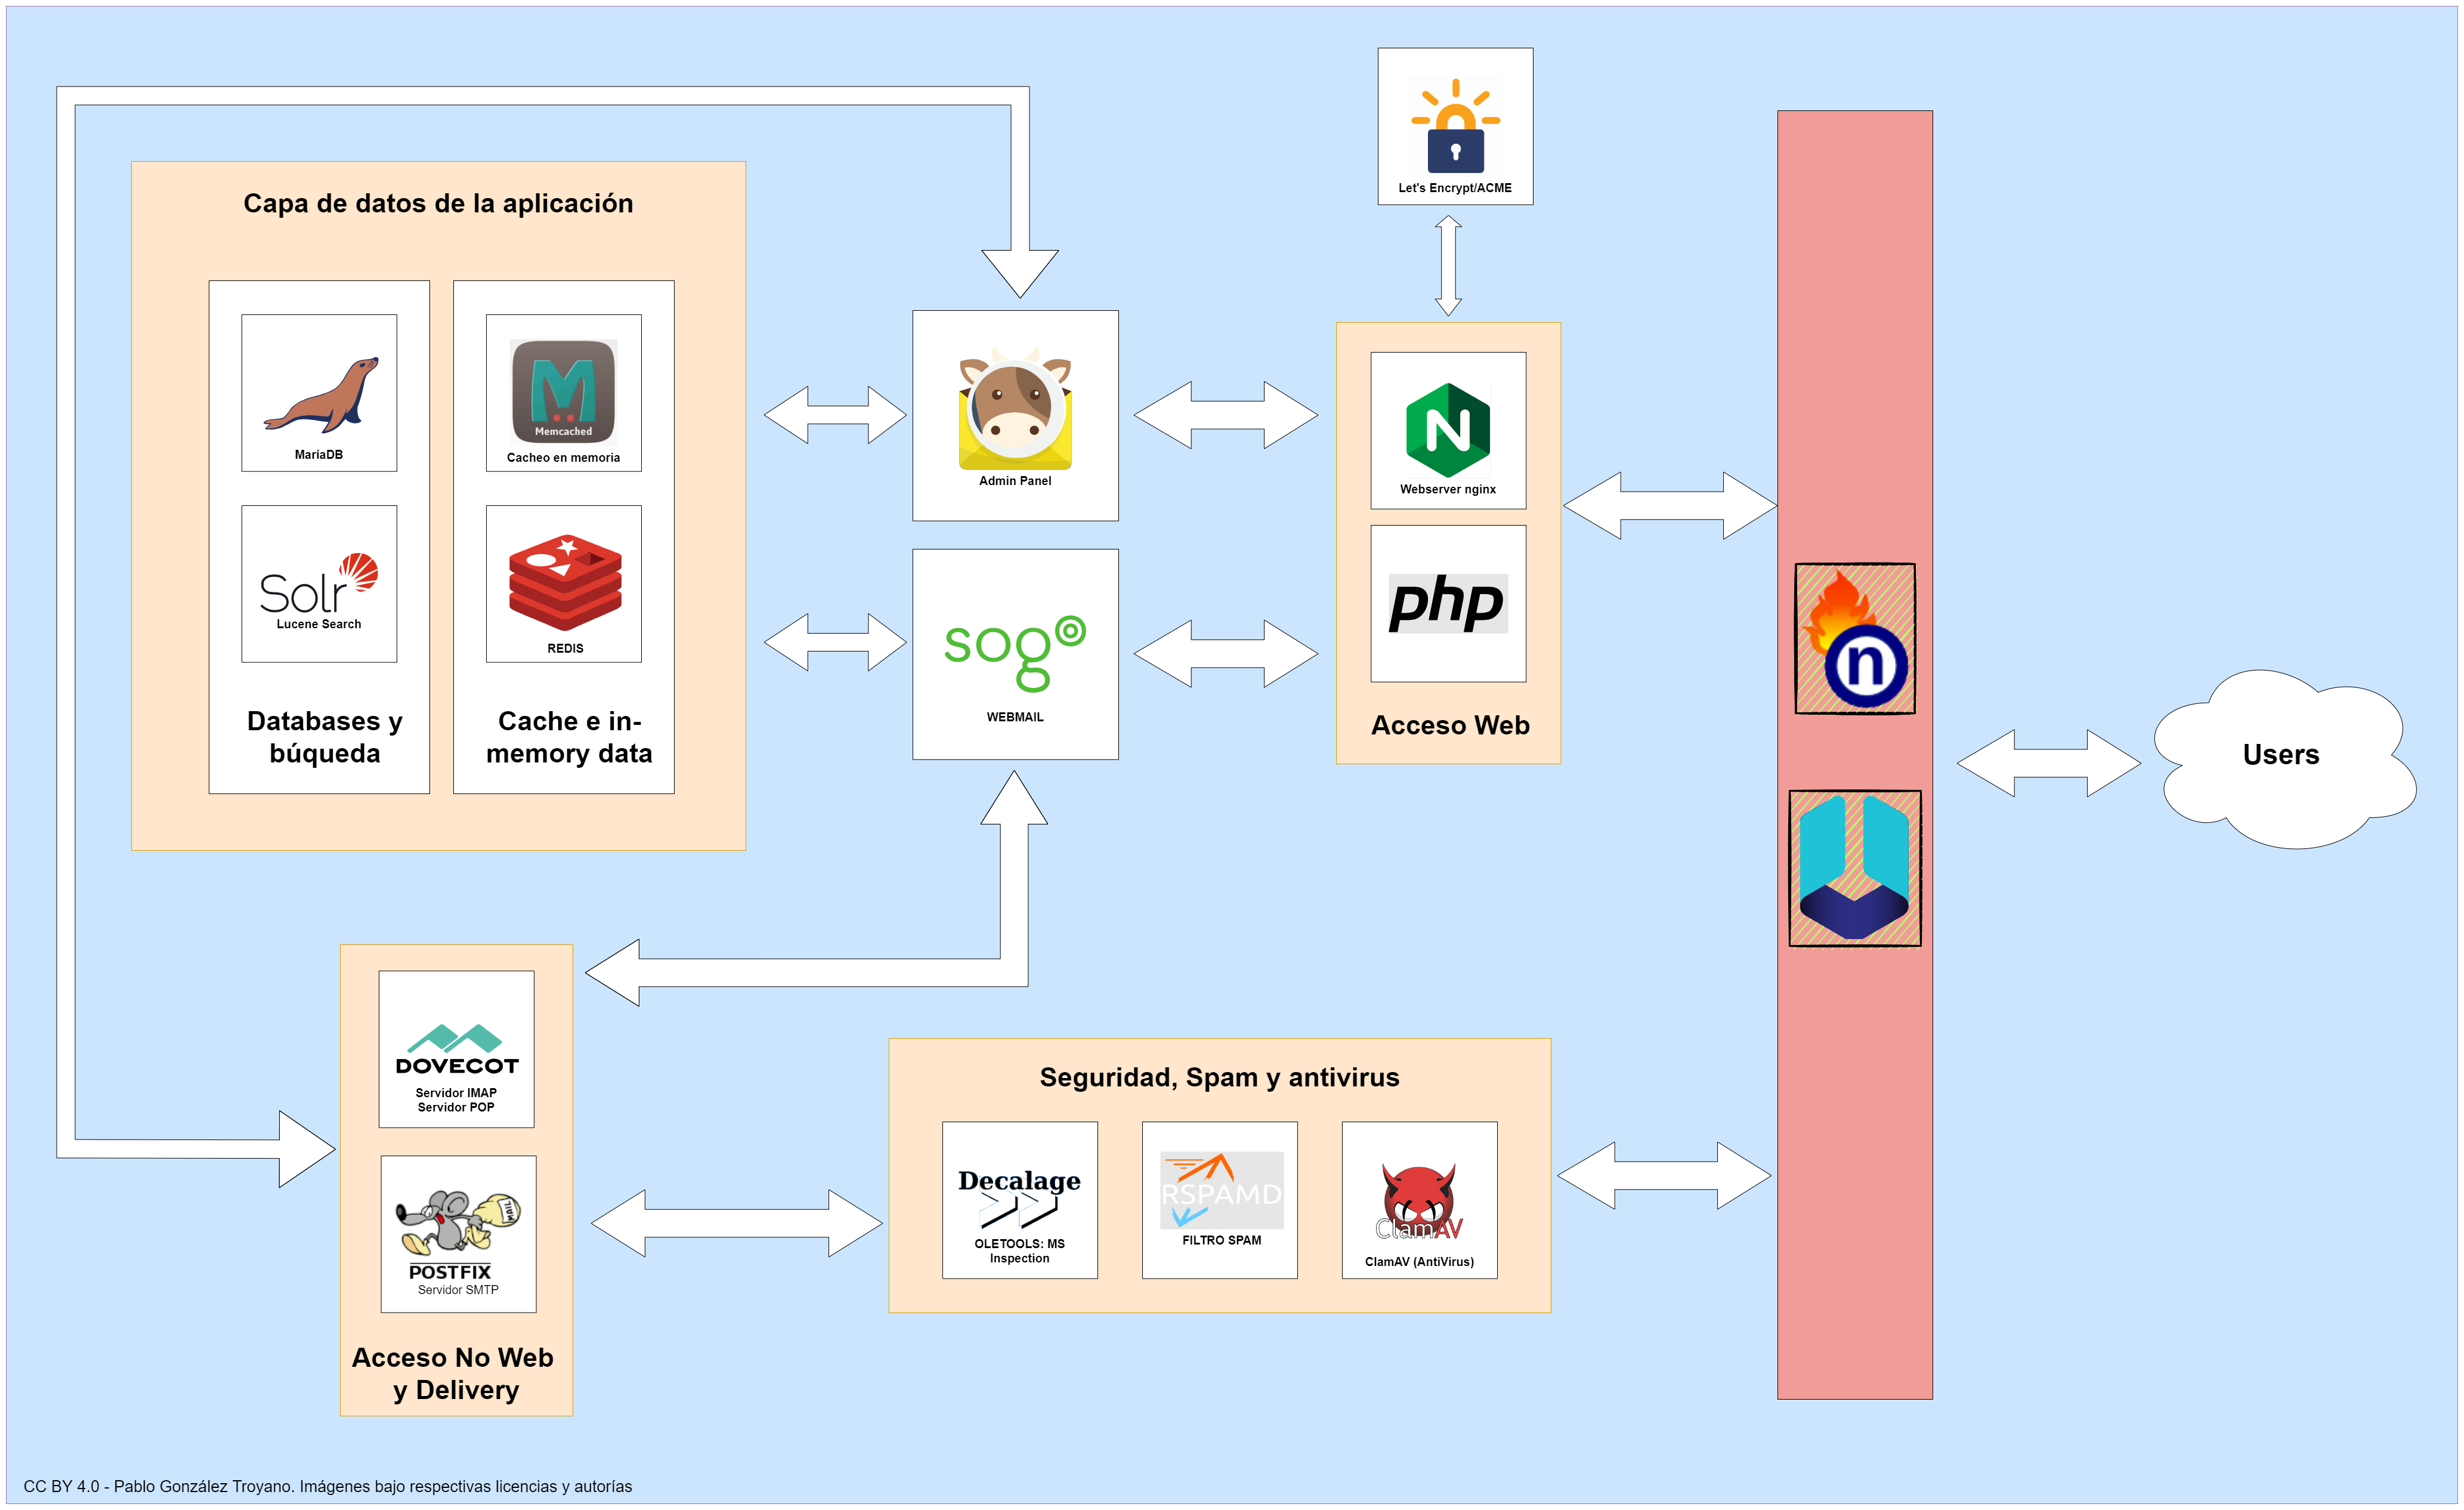 Let's Encrypt/ACME
Capa de datos de la aplicación
MaríaDB
Memcached
Cacheo en memoria
Solr
Lucene Search
REDIS
Databases y
búqueda
Cache e in-
memory data
Admin Panel
sogo
WEBMAIL
N
Webserver nginx
php
Acceso Web
n
Users
DOVECOT
Servidor IMAP
Servidor POP
MAIL
POSTFIX
Servidor SMTP
Acceso No Web
y Delivery
Seguridad, Spam y antivirus
Decalage
OLETOOLS: MS
Inspection
RSPAMD
FILTRO SPAM
ClamAV
ClamAV (AntiVirus)
CC BY 4.0 - Pablo González Troyano. Imágenes bajo respectivas licencias y autorías